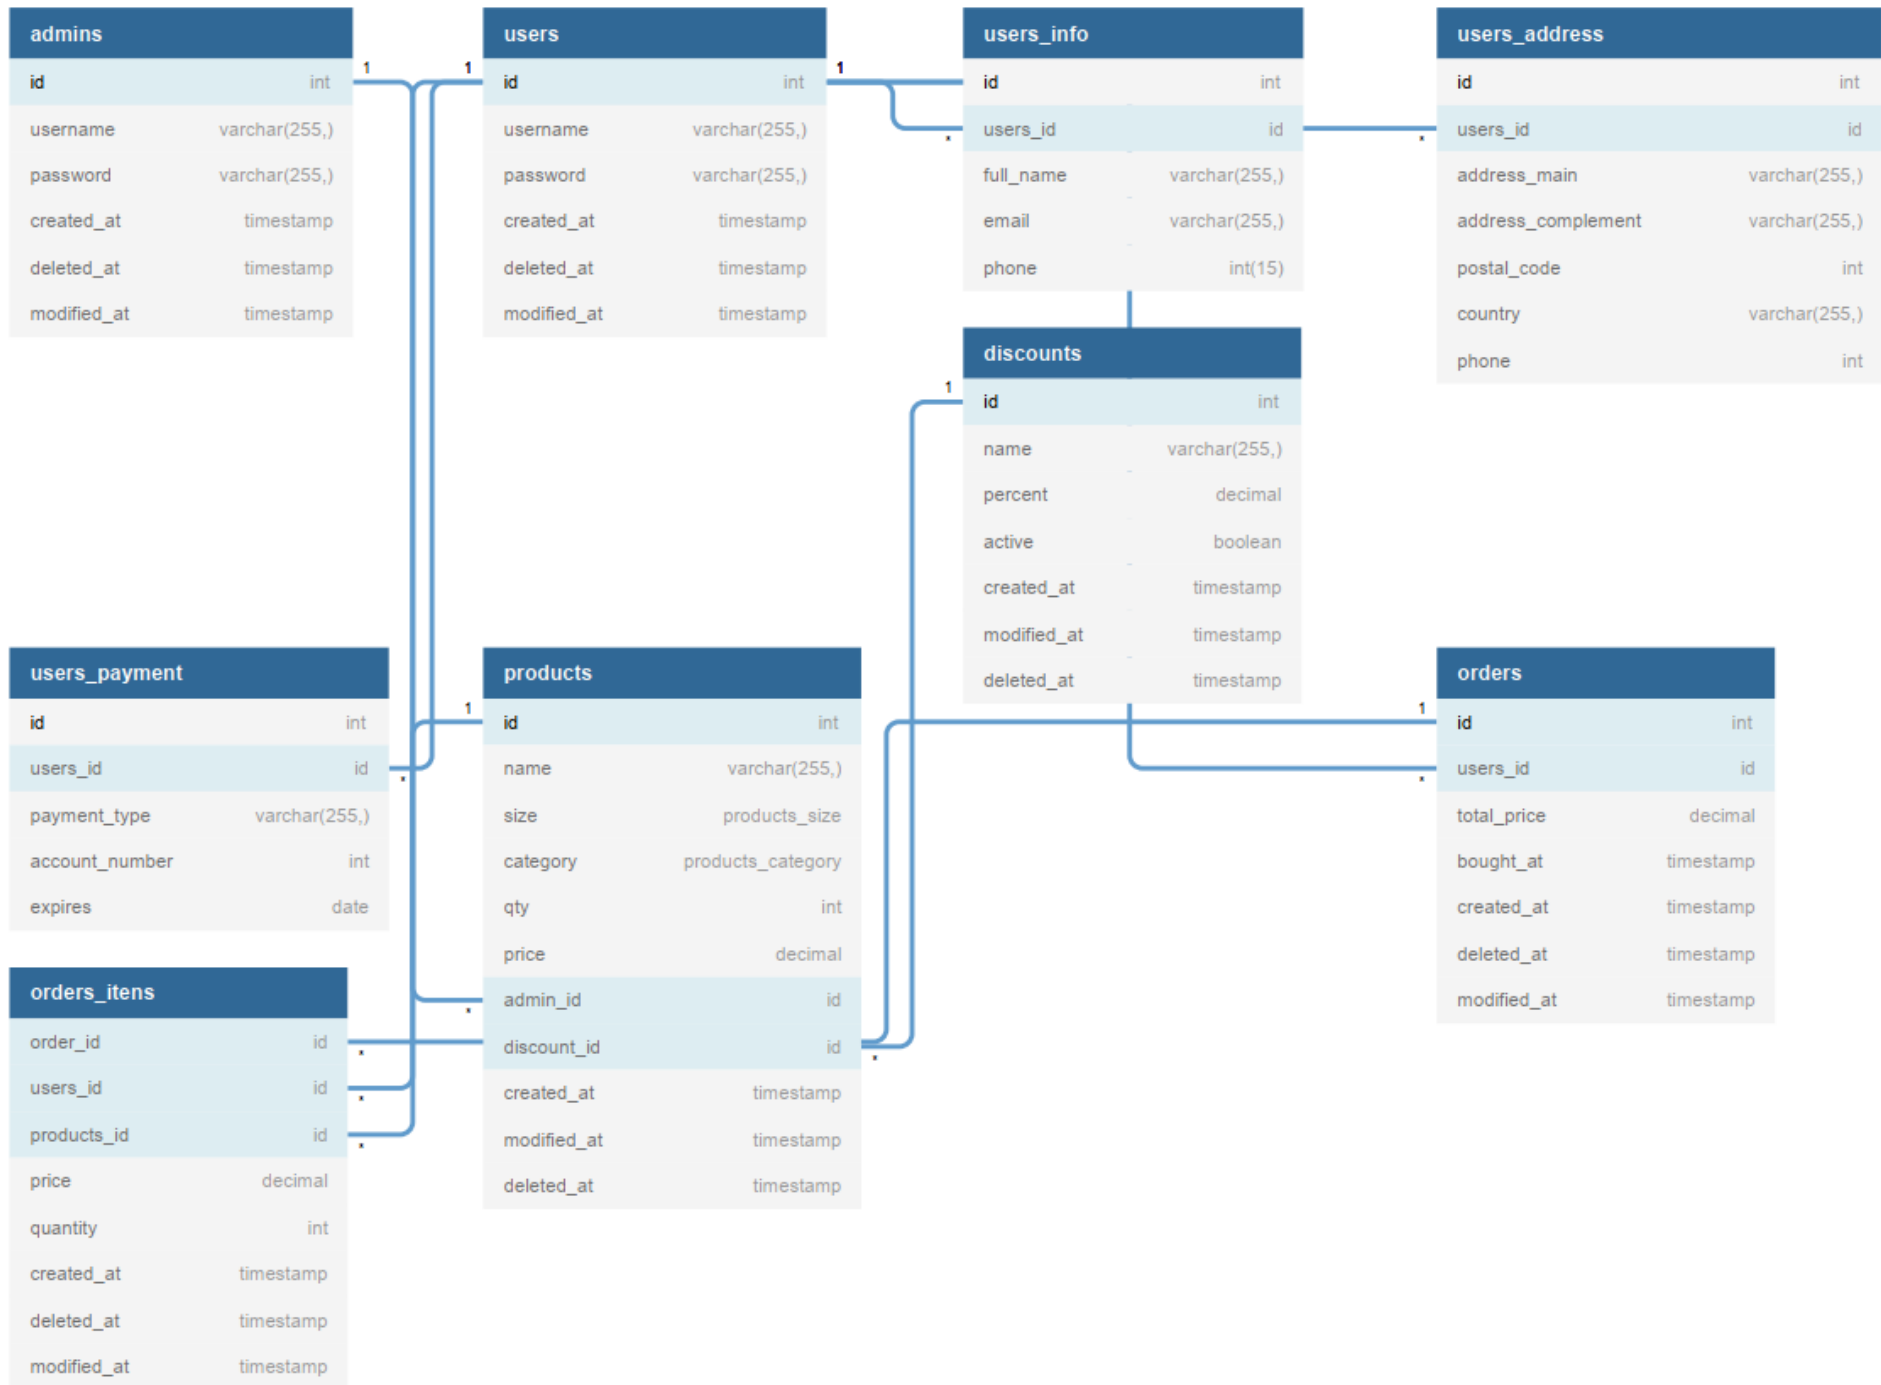 admins
id int
username varchar(255,)
password varchar(255,)
created_at timestamp
deleted_at timestamp
modified_at timestamp
1
users
1 id int 1
username varchar(255,)
password varchar(255,)
created_at timestamp
deleted_at timestamp
modified_at timestamp
users_info
id int
* users_id id
full_name varchar(255,)
email varchar(255,)
phone int(15)
users_address
id int
* users_id id
address_main varchar(255,)
address_complement varchar(255,)
postal_code int
country varchar(255,)
phone int
discounts
1 id int
name varchar(255,)
percent decimal
active boolean
created_at timestamp
modified_at timestamp
deleted_at timestamp
users_payment
id int
users_id id *
payment_type varchar(255,)
account_number int
expires date
products
1 id int
name varchar(255,)
size products_size
category products_category
qty int
price decimal
* admin_id id
discount_id id *
created_at timestamp
modified_at timestamp
deleted_at timestamp
orders
1 id int
* users_id id
total_price decimal
bought_at timestamp
created_at timestamp
deleted_at timestamp
modified_at timestamp
orders_itens
order_id id *
users_id id *
products_id id *
price decimal
quantity int
created_at timestamp
deleted_at timestamp
modified_at timestamp